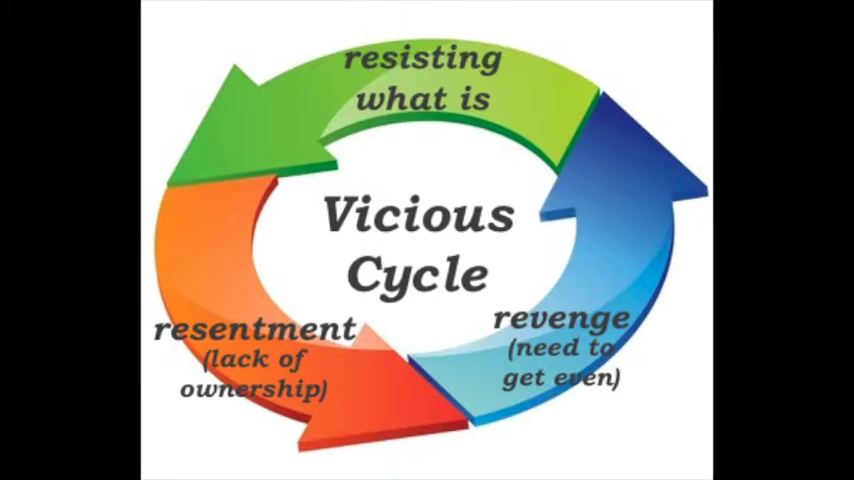 resisting
what is
Vicious
Cycle
resentment
(lack of
ownership)
revenge
(need to
get even)